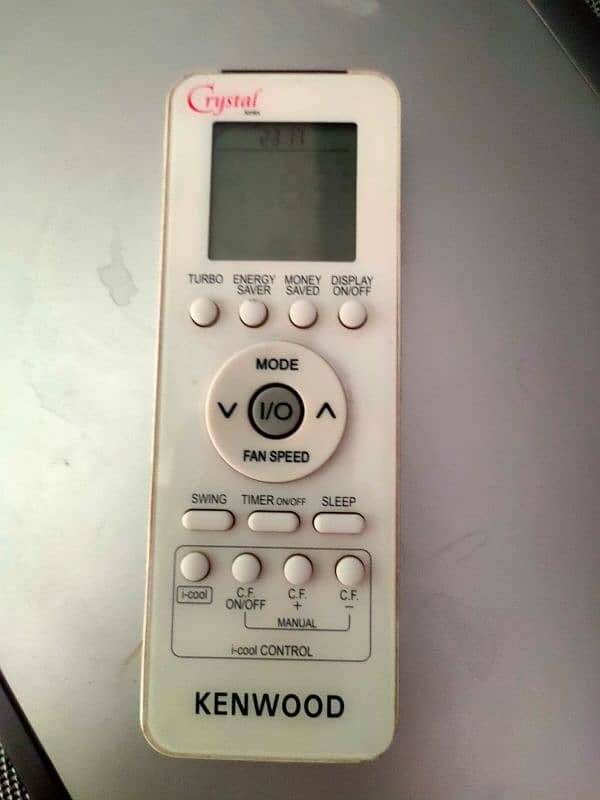 Crystal
Series
TURBO ENERGY SAVER MONEY SAVED DISPLAY ON/OFF
MODE
∨ I/O ∧
FAN SPEED
SWING TIMER ON/OFF SLEEP
i-cool C.F. ON/OFF C.F. + C.F. −
MANUAL
i-cool CONTROL
KENWOOD